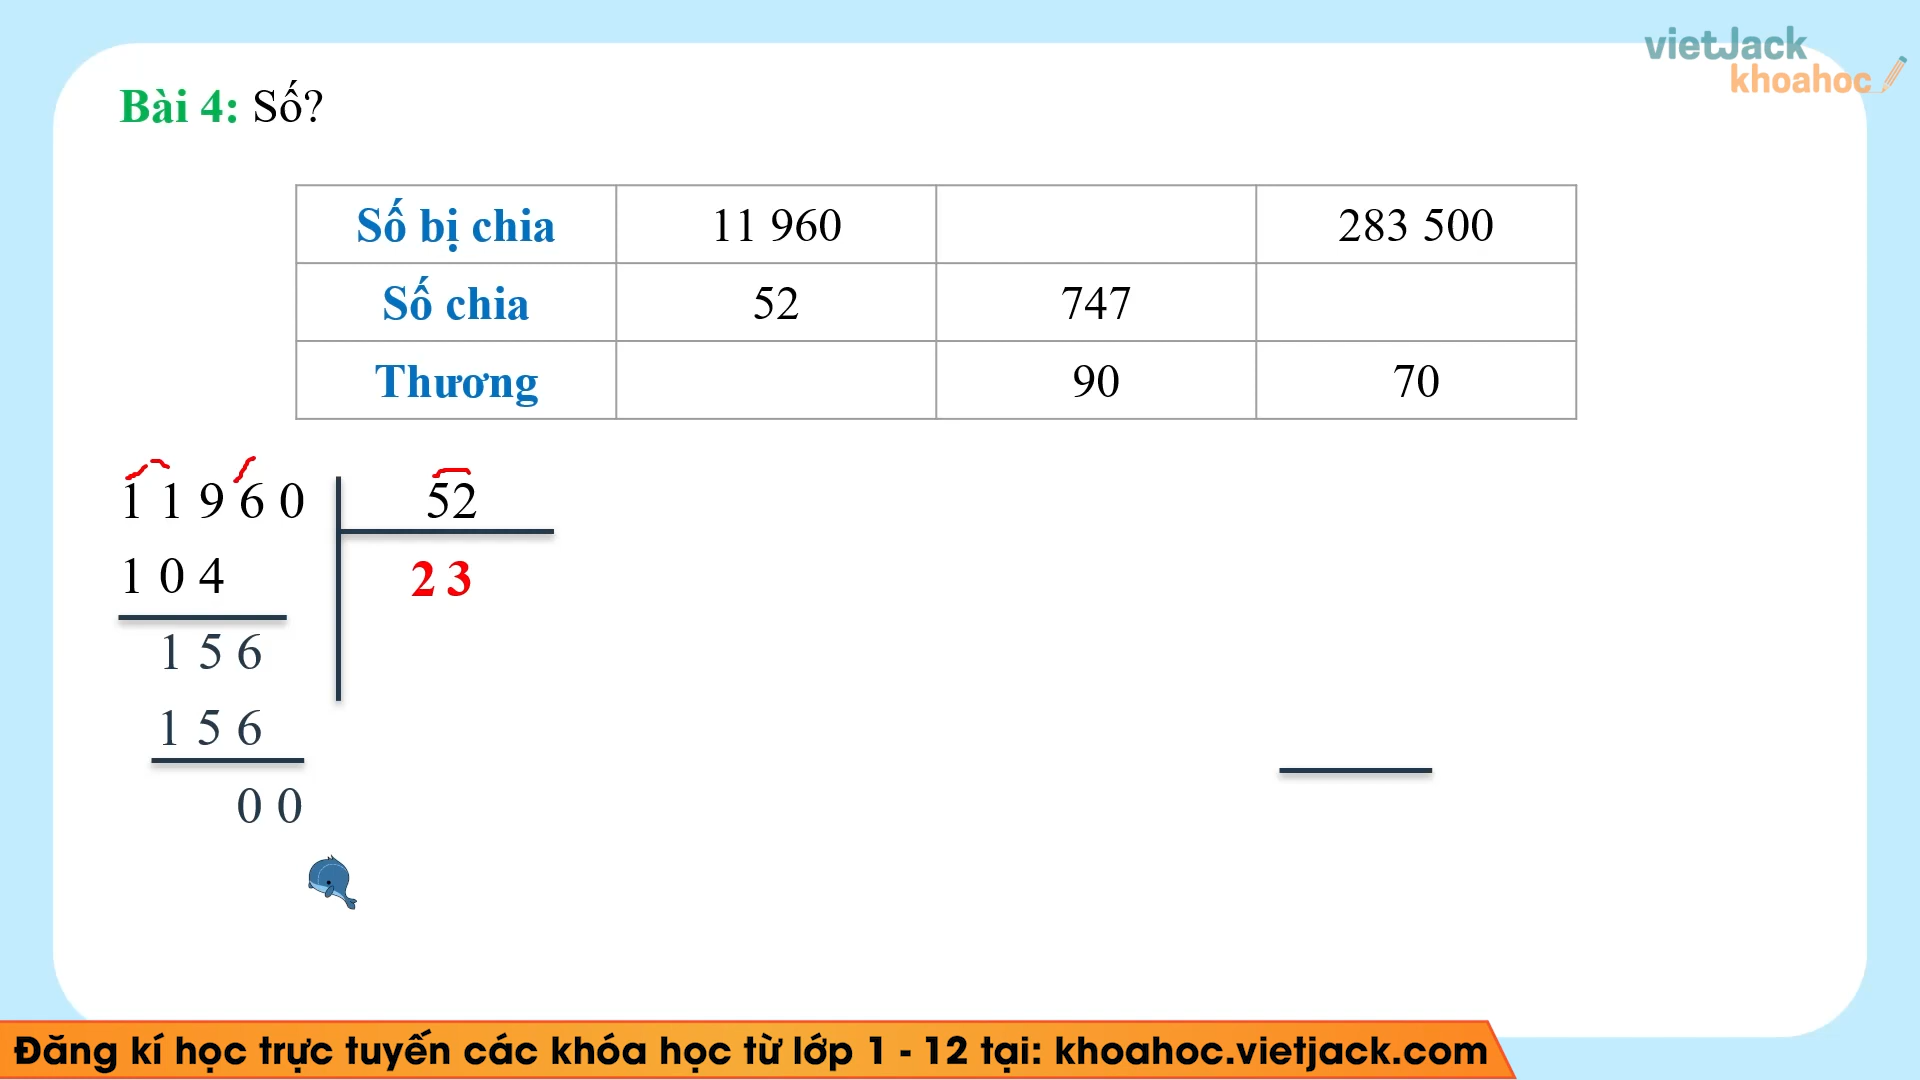 vietJack
khoahoc
Bài 4: Số?
Số bị chia 11 960 283 500
Số chia 52 747
Thương 90 70
1 1 9 6 0 52
1 0 4 2 3
1 5 6
1 5 6
0 0
Đăng kí học trực tuyến các khóa học từ lớp 1 - 12 tại: khoahoc.vietjack.com